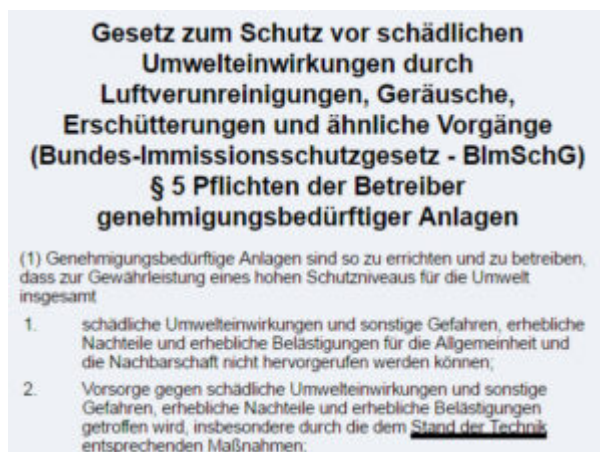 Gesetz zum Schutz vor schädlichen
Umwelteinwirkungen durch
Luftverunreinigungen, Geräusche,
Erschütterungen und ähnliche Vorgänge
(Bundes-Immissionsschutzgesetz - BImSchG)
§ 5 Pflichten der Betreiber
genehmigungsbedürftiger Anlagen
(1) Genehmigungsbedürftige Anlagen sind so zu errichten und zu betreiben,
dass zur Gewährleistung eines hohen Schutzniveaus für die Umwelt
insgesamt
1. schädliche Umwelteinwirkungen und sonstige Gefahren, erhebliche
Nachteile und erhebliche Belästigungen für die Allgemeinheit und
die Nachbarschaft nicht hervorgerufen werden können;
2. Vorsorge gegen schädliche Umwelteinwirkungen und sonstige
Gefahren, erhebliche Nachteile und erhebliche Belästigungen
getroffen wird, insbesondere durch die dem Stand der Technik
entsprechenden Maßnahmen;